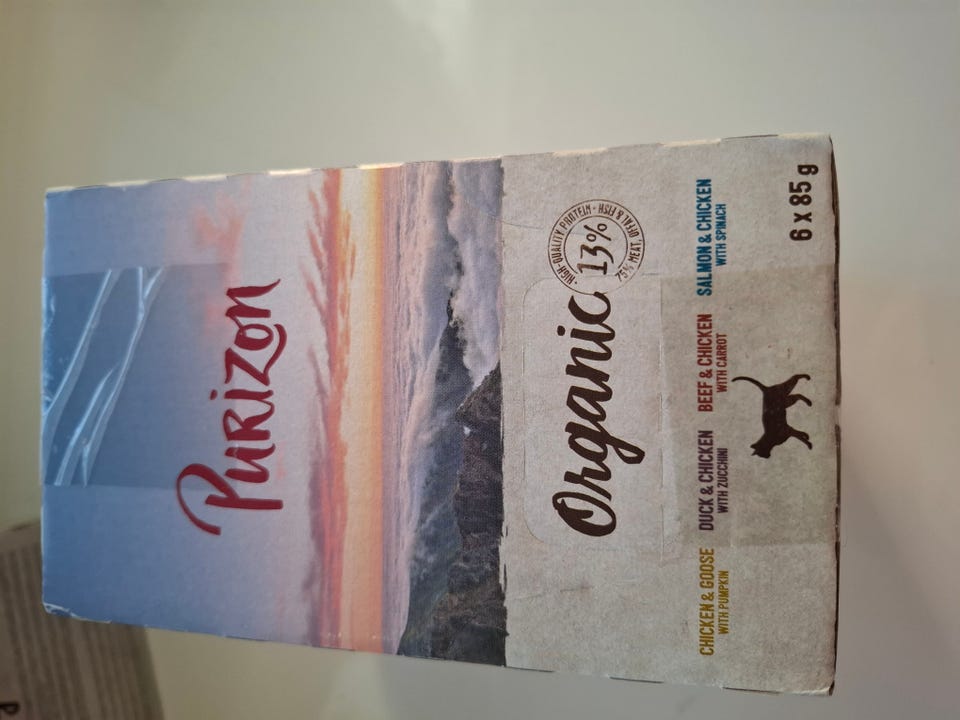 Purizon
Organic
• HIGH-QUALITY PROTEIN •
13%
75% MEAT, OFFAL & FISH
CHICKEN & GOOSE
WITH PUMPKIN
DUCK & CHICKEN
WITH ZUCCHINI
BEEF & CHICKEN
WITH CARROT
SALMON & CHICKEN
WITH SPINACH
6 x 85 g